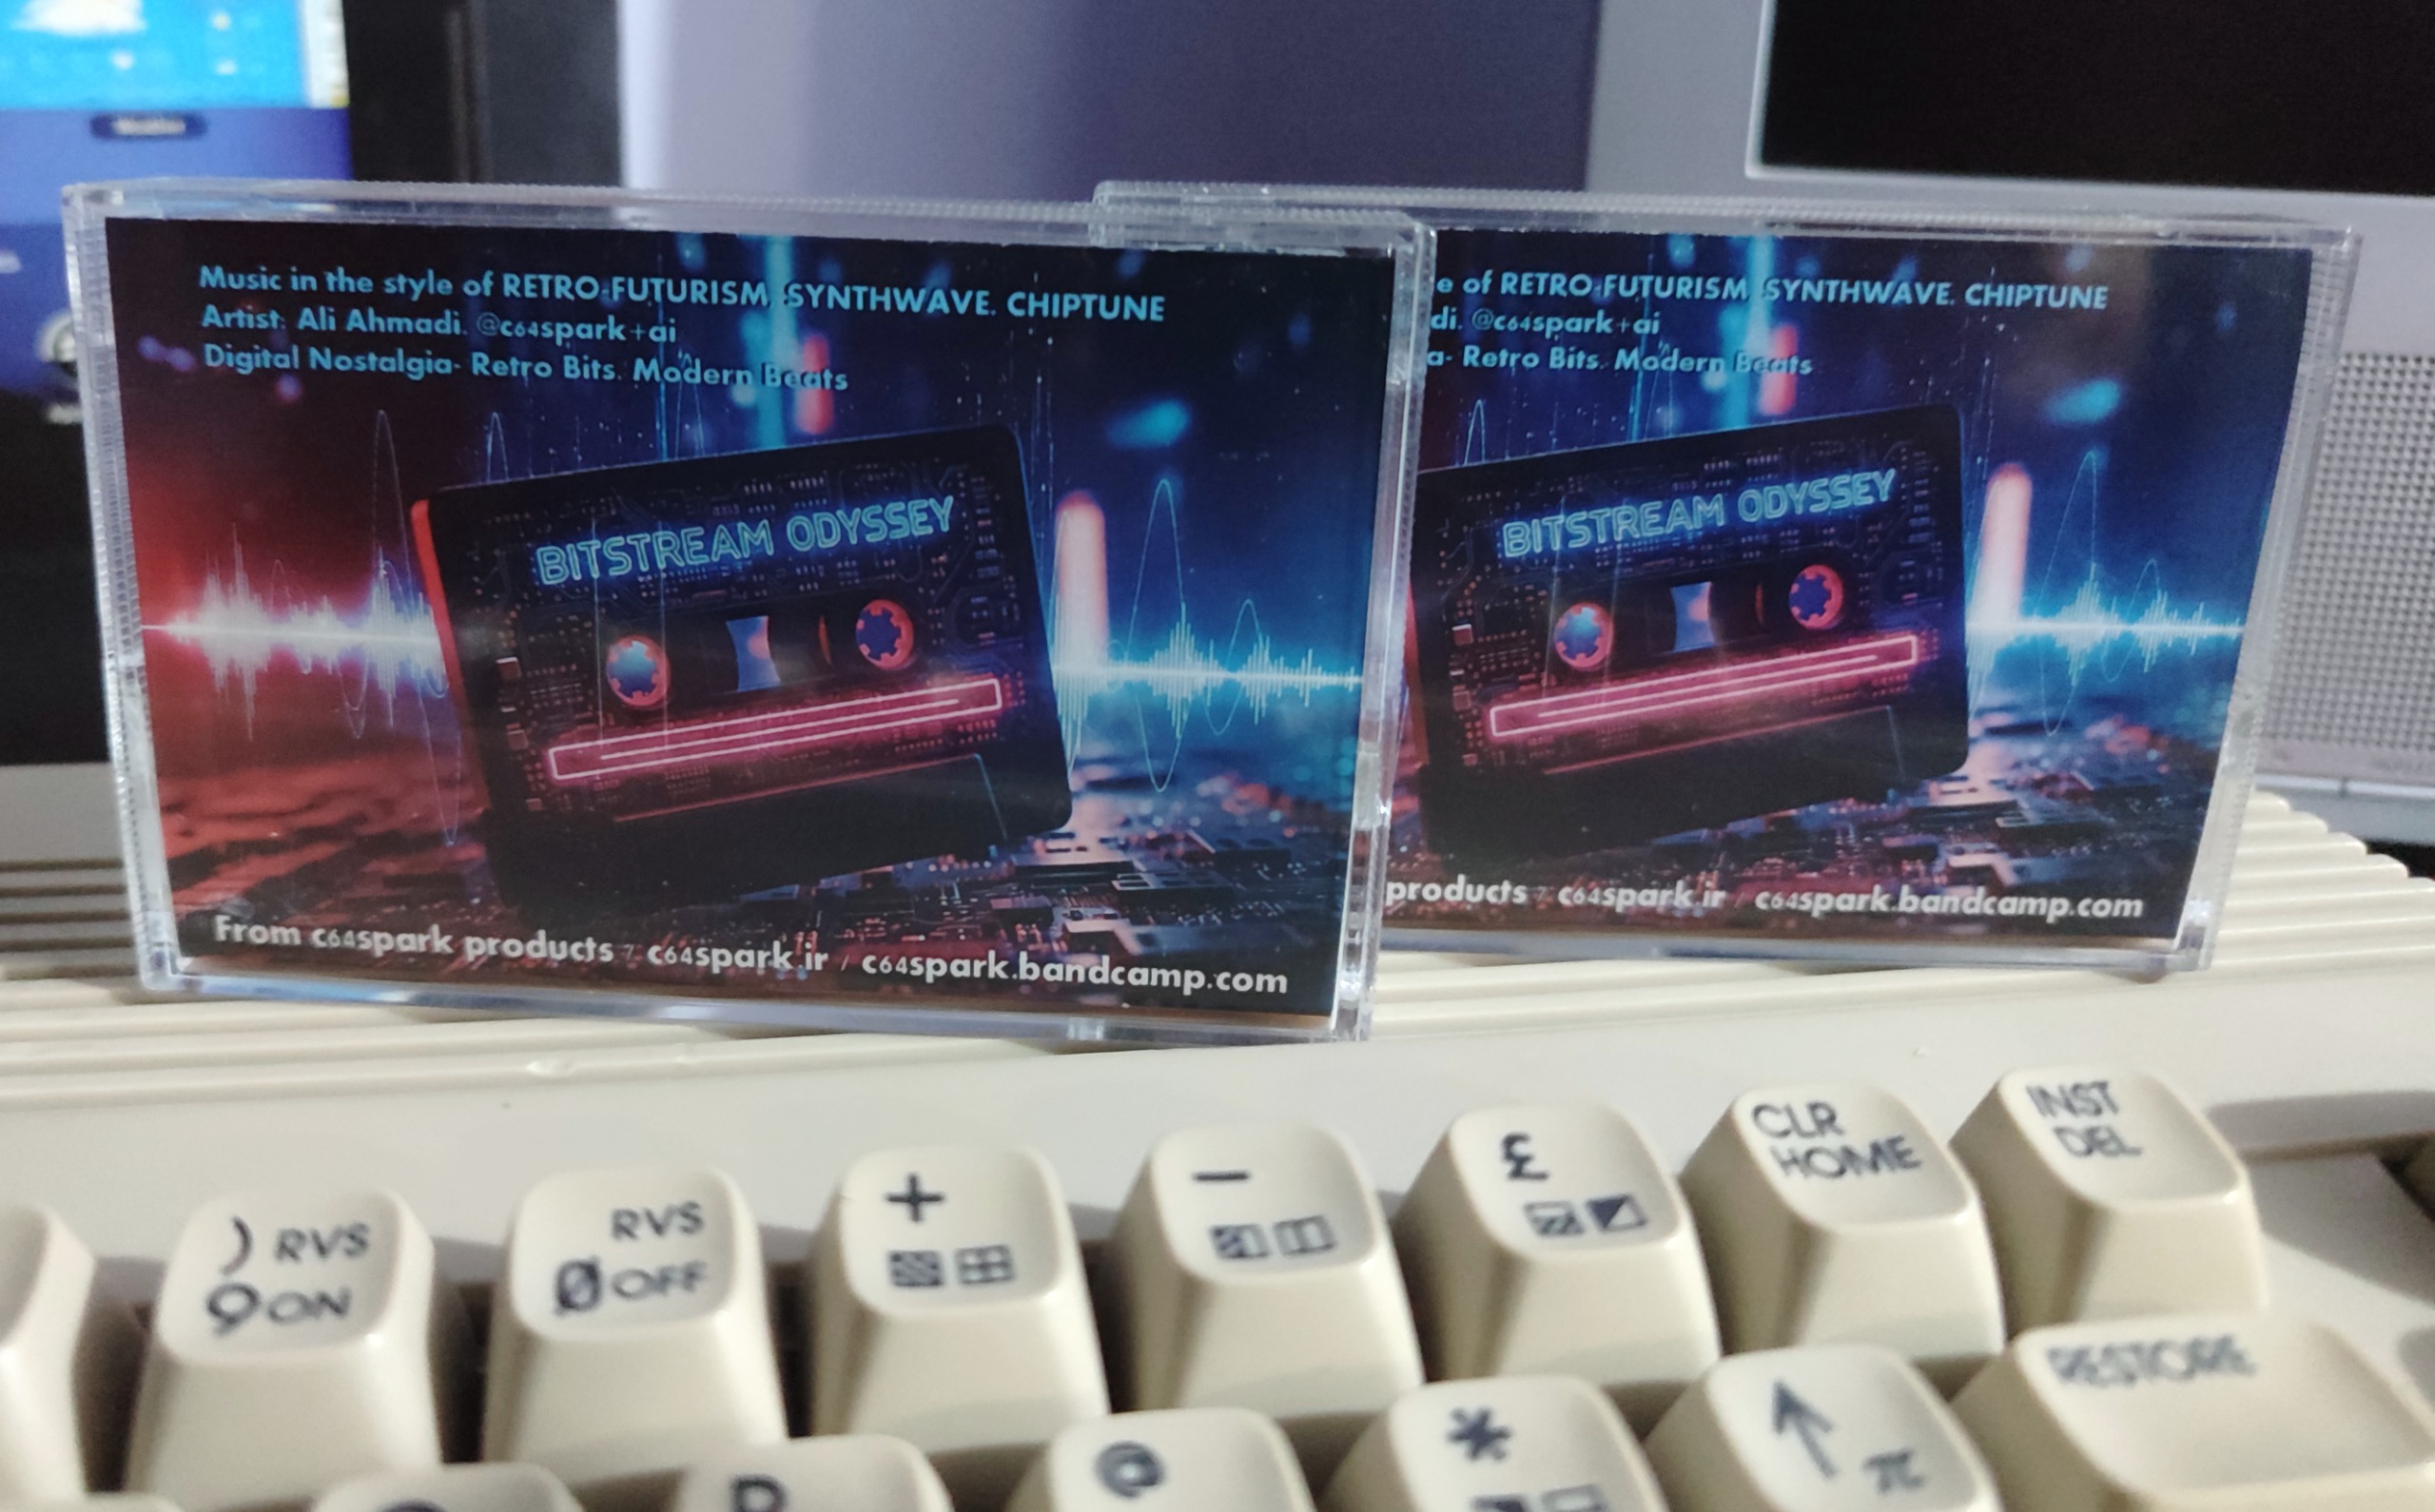 Music in the style of RETRO-FUTURISM, SYNTHWAVE. CHIPTUNE
Artist: Ali Ahmadi. @c64spark+ai
Digital Nostalgia- Retro Bits. Modern Beats
BITSTREAM ODYSSEY
From c64spark products / c64spark.ir / c64spark.bandcamp.com
e of RETRO-FUTURISM, SYNTHWAVE. CHIPTUNE
di. @c64spark+ai
a- Retro Bits. Modern Beats
BITSTREAM ODYSSEY
products / c64spark.ir / c64spark.bandcamp.com
) RVS
9 ON
RVS
0 OFF
+
-
£
CLR
HOME
INST
DEL
P
@
*
↑ π
RESTORE